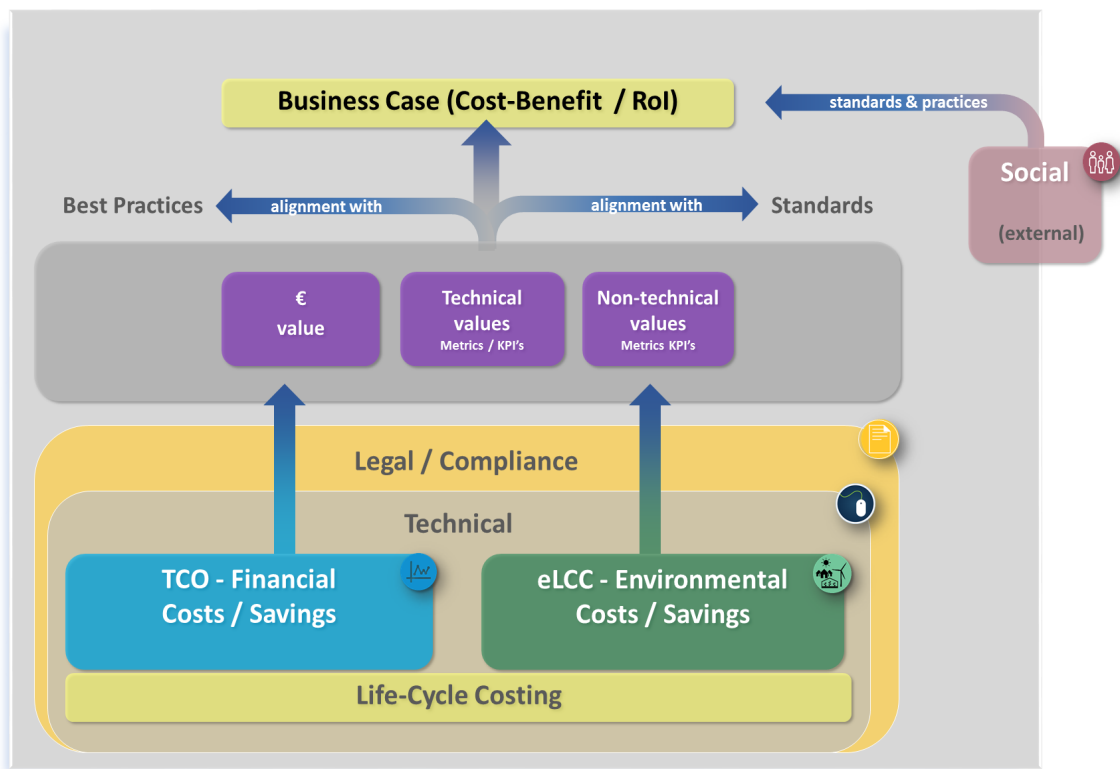 Business Case (Cost-Benefit / RoI)
standards & practices
Social
(external)
Best Practices
alignment with
alignment with
Standards
€
value
Technical
values
Metrics / KPI's
Non-technical
values
Metrics KPI's
Legal / Compliance
Technical
TCO - Financial
Costs / Savings
eLCC - Environmental
Costs / Savings
Life-Cycle Costing